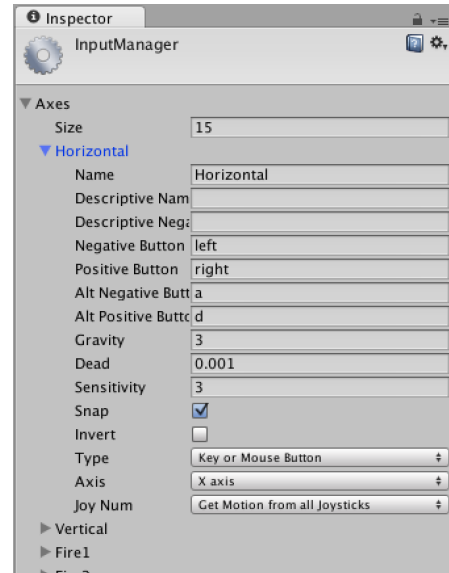 Inspector
InputManager
Axes
Size 15
Horizontal
Name Horizontal
Descriptive Nam
Descriptive Nega
Negative Button left
Positive Button right
Alt Negative Butt a
Alt Positive Butto d
Gravity 3
Dead 0.001
Sensitivity 3
Snap
Invert
Type Key or Mouse Button
Axis X axis
Joy Num Get Motion from all Joysticks
Vertical
Fire1